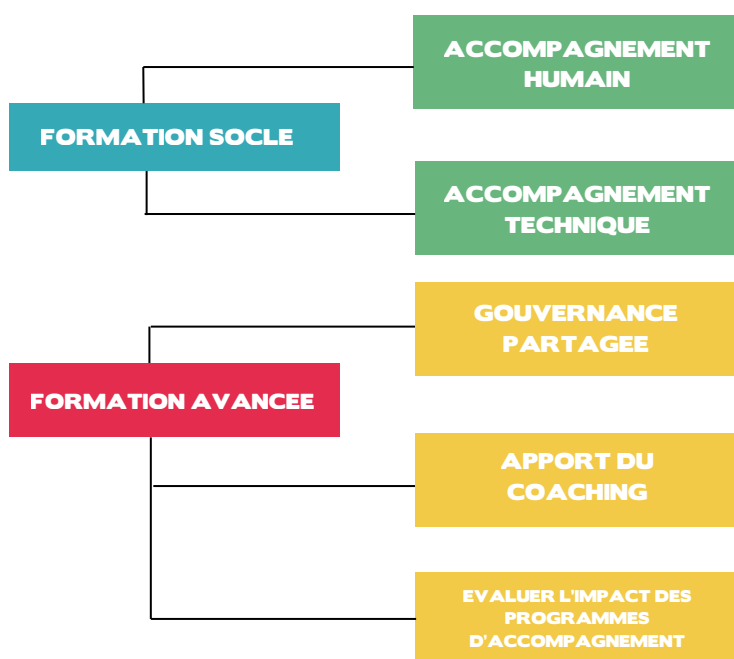 ACCOMPAGNEMENT
HUMAIN
FORMATION SOCLE
ACCOMPAGNEMENT
TECHNIQUE
GOUVERNANCE
PARTAGEE
FORMATION AVANCEE
APPORT DU
COACHING
EVALUER L'IMPACT DES
PROGRAMMES
D'ACCOMPAGNEMENT